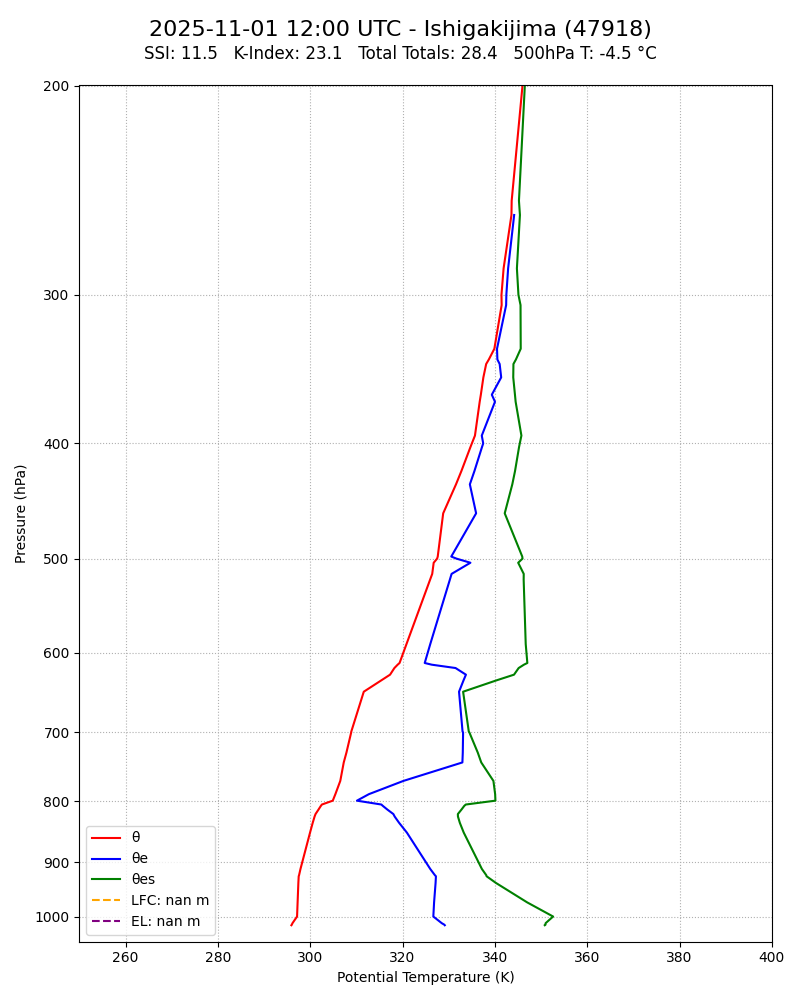 2025-11-01 12:00 UTC - Ishigakijima (47918)
SSI: 11.5   K-Index: 23.1   Total Totals: 28.4   500hPa T: -4.5 °C
200
300
400
500
600
700
800
900
1000
Pressure (hPa)
θ
θe
θes
LFC: nan m
EL: nan m
260
280
300
320
340
360
380
400
Potential Temperature (K)